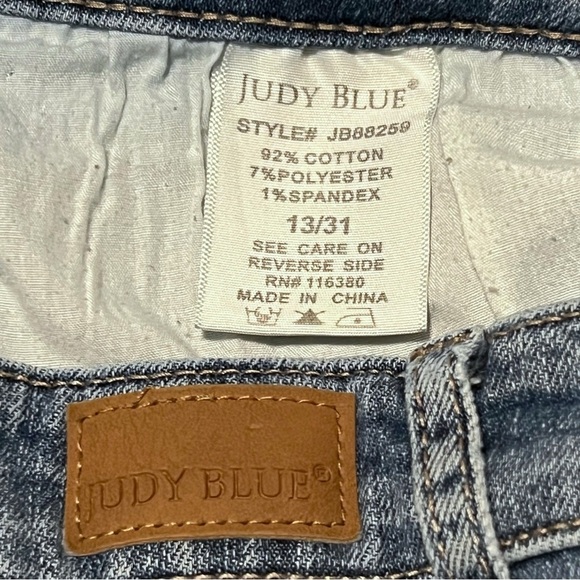 JUDY BLUE®
STYLE# JB88259
92% COTTON
7%POLYESTER
1%SPANDEX
13/31
SEE CARE ON
REVERSE SIDE
RN# 116380
MADE IN CHINA
JUDY BLUE®